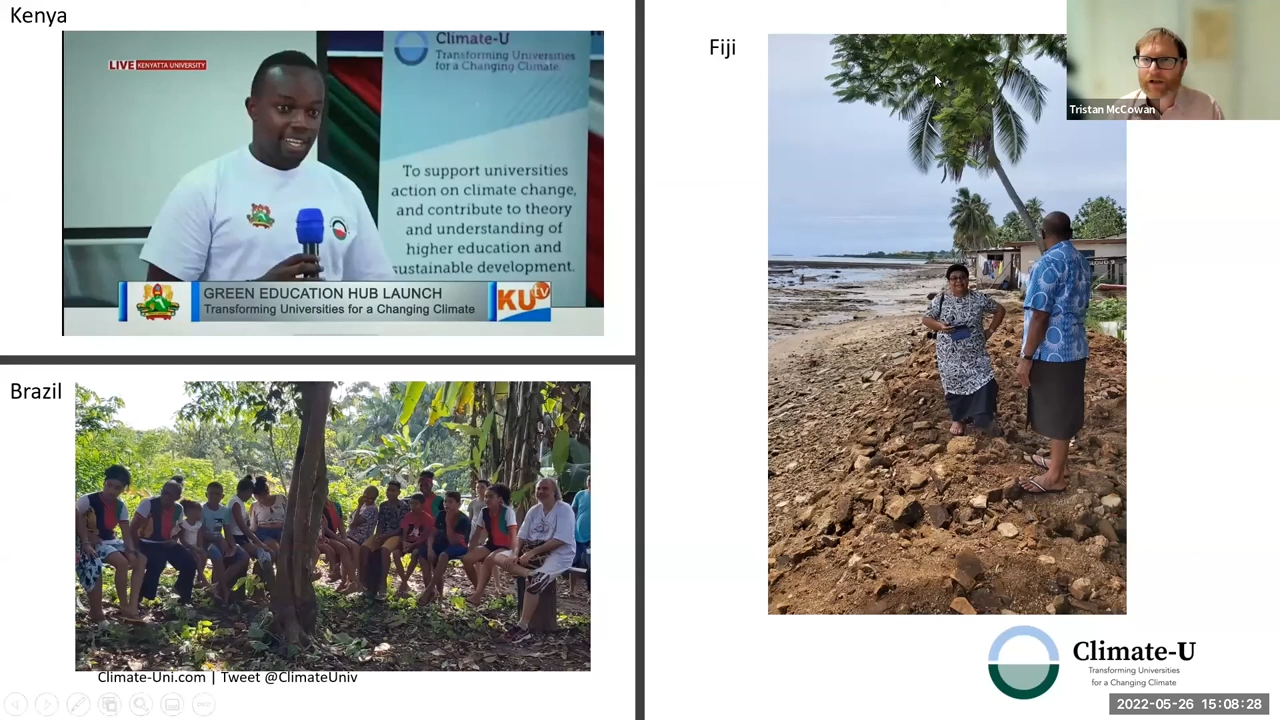 Kenya
LIVE KENYATTA UNIVERSITY
Climate-U
Transforming Universities
for a Changing Climate.
To support universities
action on climate change,
and contribute to theory
and understanding of
higher education and
sustainable development.
GREEN EDUCATION HUB LAUNCH
Transforming Universities for a Changing Climate
KUtv
Brazil
Climate-Uni.com | Tweet @ClimateUniv
Fiji
Tristan McCowan
Climate-U
Transforming Universities
for a Changing Climate
2022-05-26 15:08:28